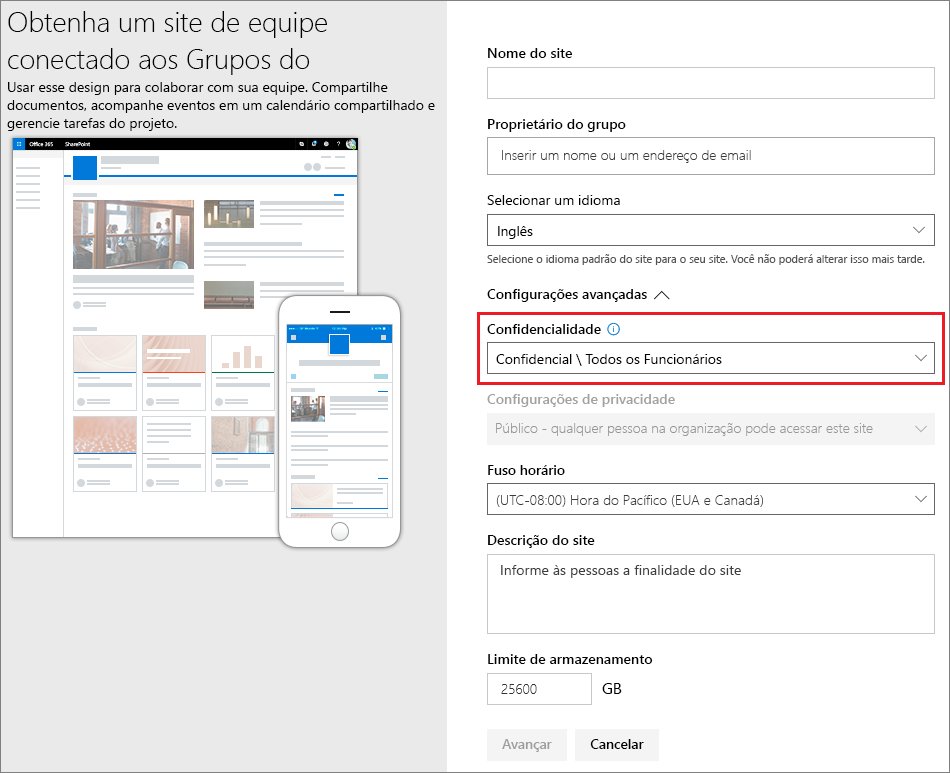 Obtenha um site de equipe
conectado aos Grupos do
Usar esse design para colaborar com sua equipe. Compartilhe
documentos, acompanhe eventos em um calendário compartilhado e
gerencie tarefas do projeto.
Office 365 SharePoint
Nome do site
Proprietário do grupo
Inserir um nome ou um endereço de email
Selecionar um idioma
Inglês
Selecione o idioma padrão do site para o seu site. Você não poderá alterar isso mais tarde.
Configurações avançadas
Confidencialidade
Confidencial \ Todos os Funcionários
Configurações de privacidade
Público - qualquer pessoa na organização pode acessar este site
Fuso horário
(UTC-08:00) Hora do Pacífico (EUA e Canadá)
Descrição do site
Informe às pessoas a finalidade do site
Limite de armazenamento
25600 GB
Avançar Cancelar